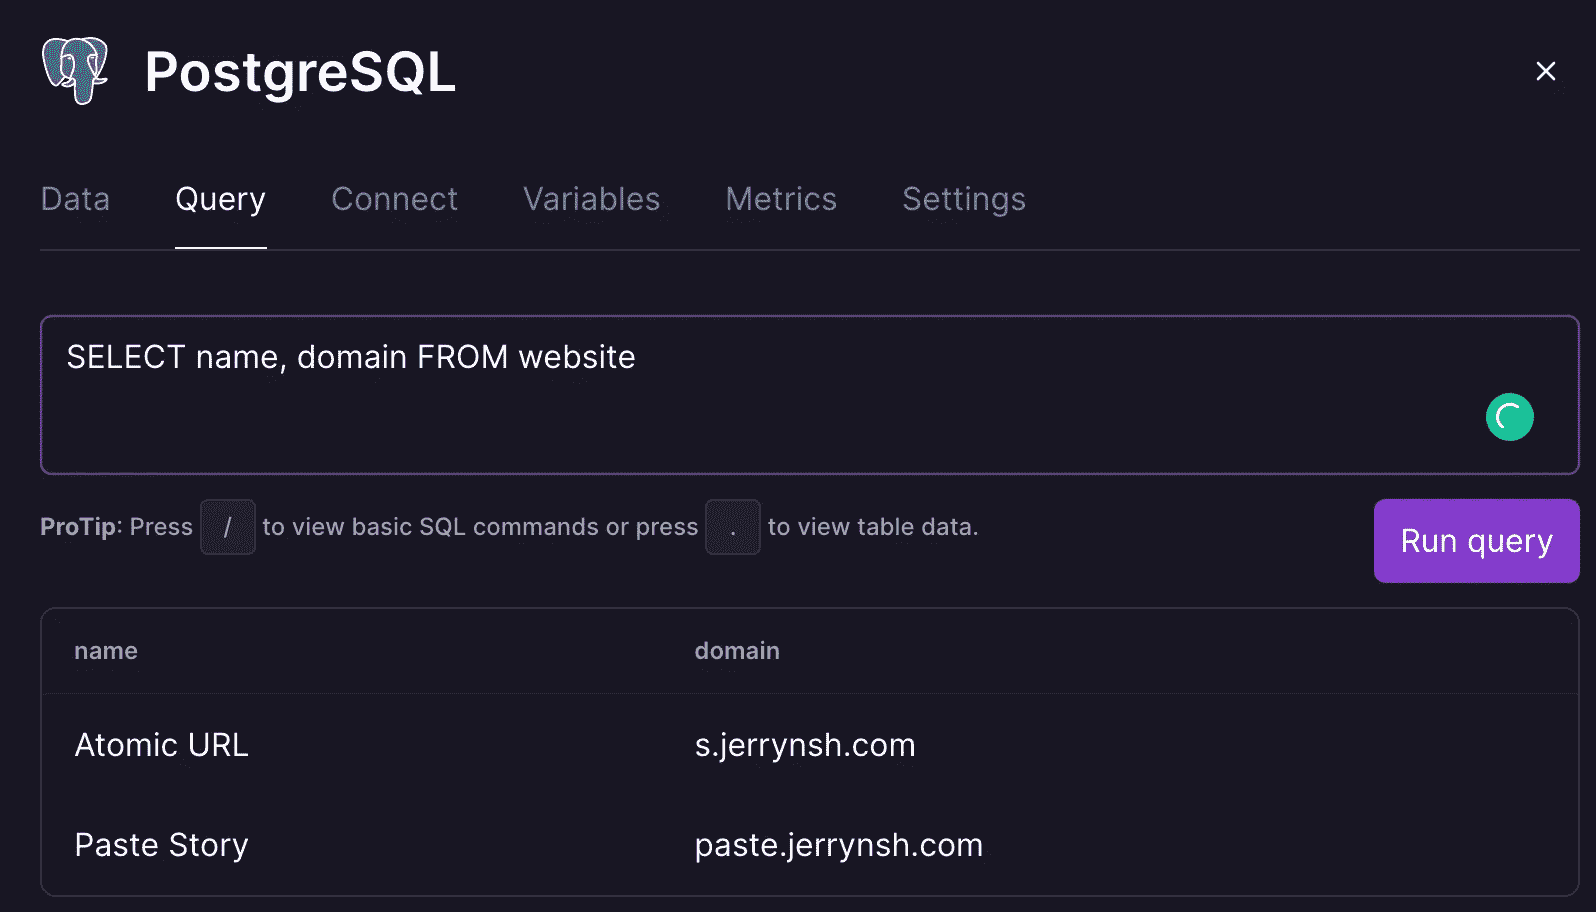 PostgreSQL
Data Query Connect Variables Metrics Settings
SELECT name, domain FROM website
ProTip: Press / to view basic SQL commands or press . to view table data.
Run query
name domain
Atomic URL s.jerrynsh.com
Paste Story paste.jerrynsh.com